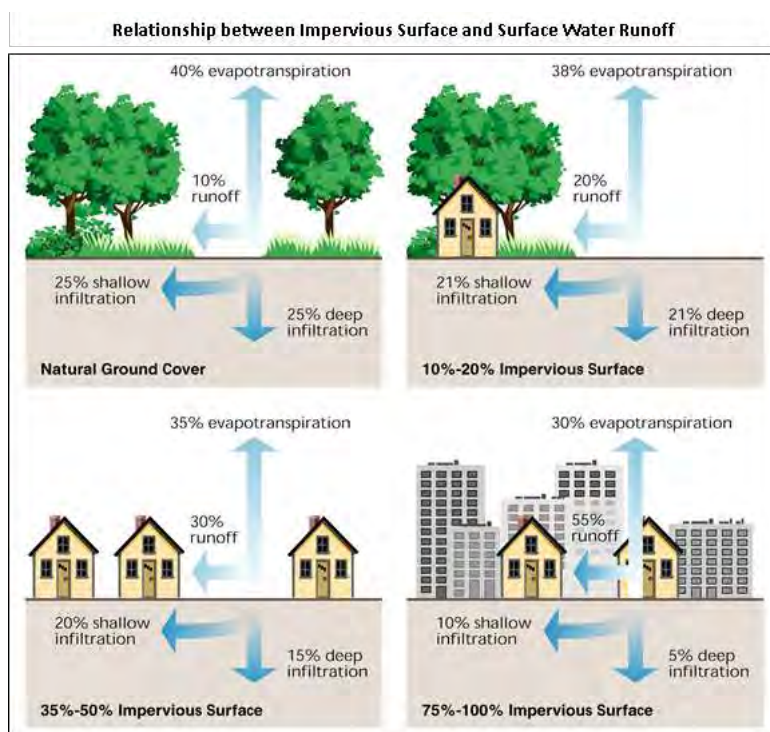 Relationship between Impervious Surface and Surface Water Runoff
40% evapotranspiration
10%
runoff
25% shallow
infiltration
25% deep
infiltration
Natural Ground Cover
38% evapotranspiration
20%
runoff
21% shallow
infiltration
21% deep
infiltration
10%-20% Impervious Surface
35% evapotranspiration
30%
runoff
20% shallow
infiltration
15% deep
infiltration
35%-50% Impervious Surface
30% evapotranspiration
55%
runoff
10% shallow
infiltration
5% deep
infiltration
75%-100% Impervious Surface